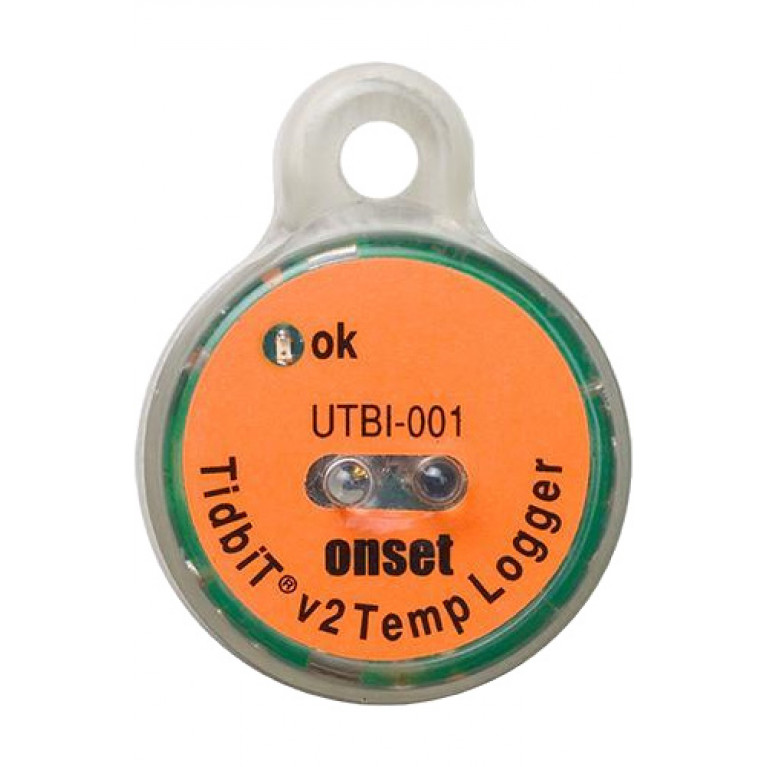 ok
UTBI-001
onset
TidbiT® v2 Temp Logger